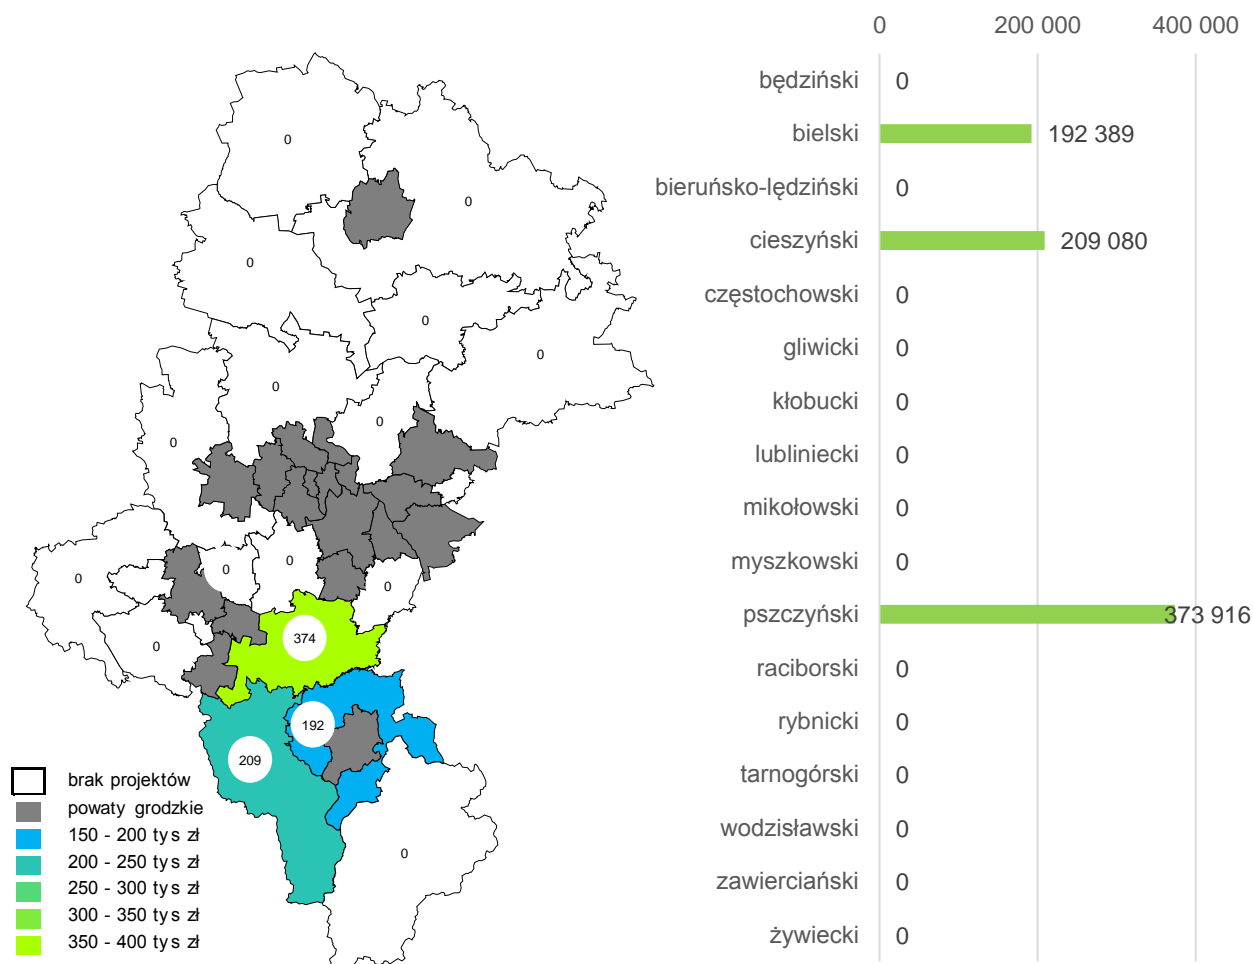 0
0
0
0
0
0
0
0
0
0
0
0
0
0
374
192
209
0
brak projektów
powaty grodzkie
150 - 200 tys zł
200 - 250 tys zł
250 - 300 tys zł
300 - 350 tys zł
350 - 400 tys zł
0 200 000 400 000
będziński 0
bielski 192 389
bieruńsko-lędziński 0
cieszyński 209 080
częstochowski 0
gliwicki 0
kłobucki 0
lubliniecki 0
mikołowski 0
myszkowski 0
pszczyński 373 916
raciborski 0
rybnicki 0
tarnogórski 0
wodzisławski 0
zawierciański 0
żywiecki 0